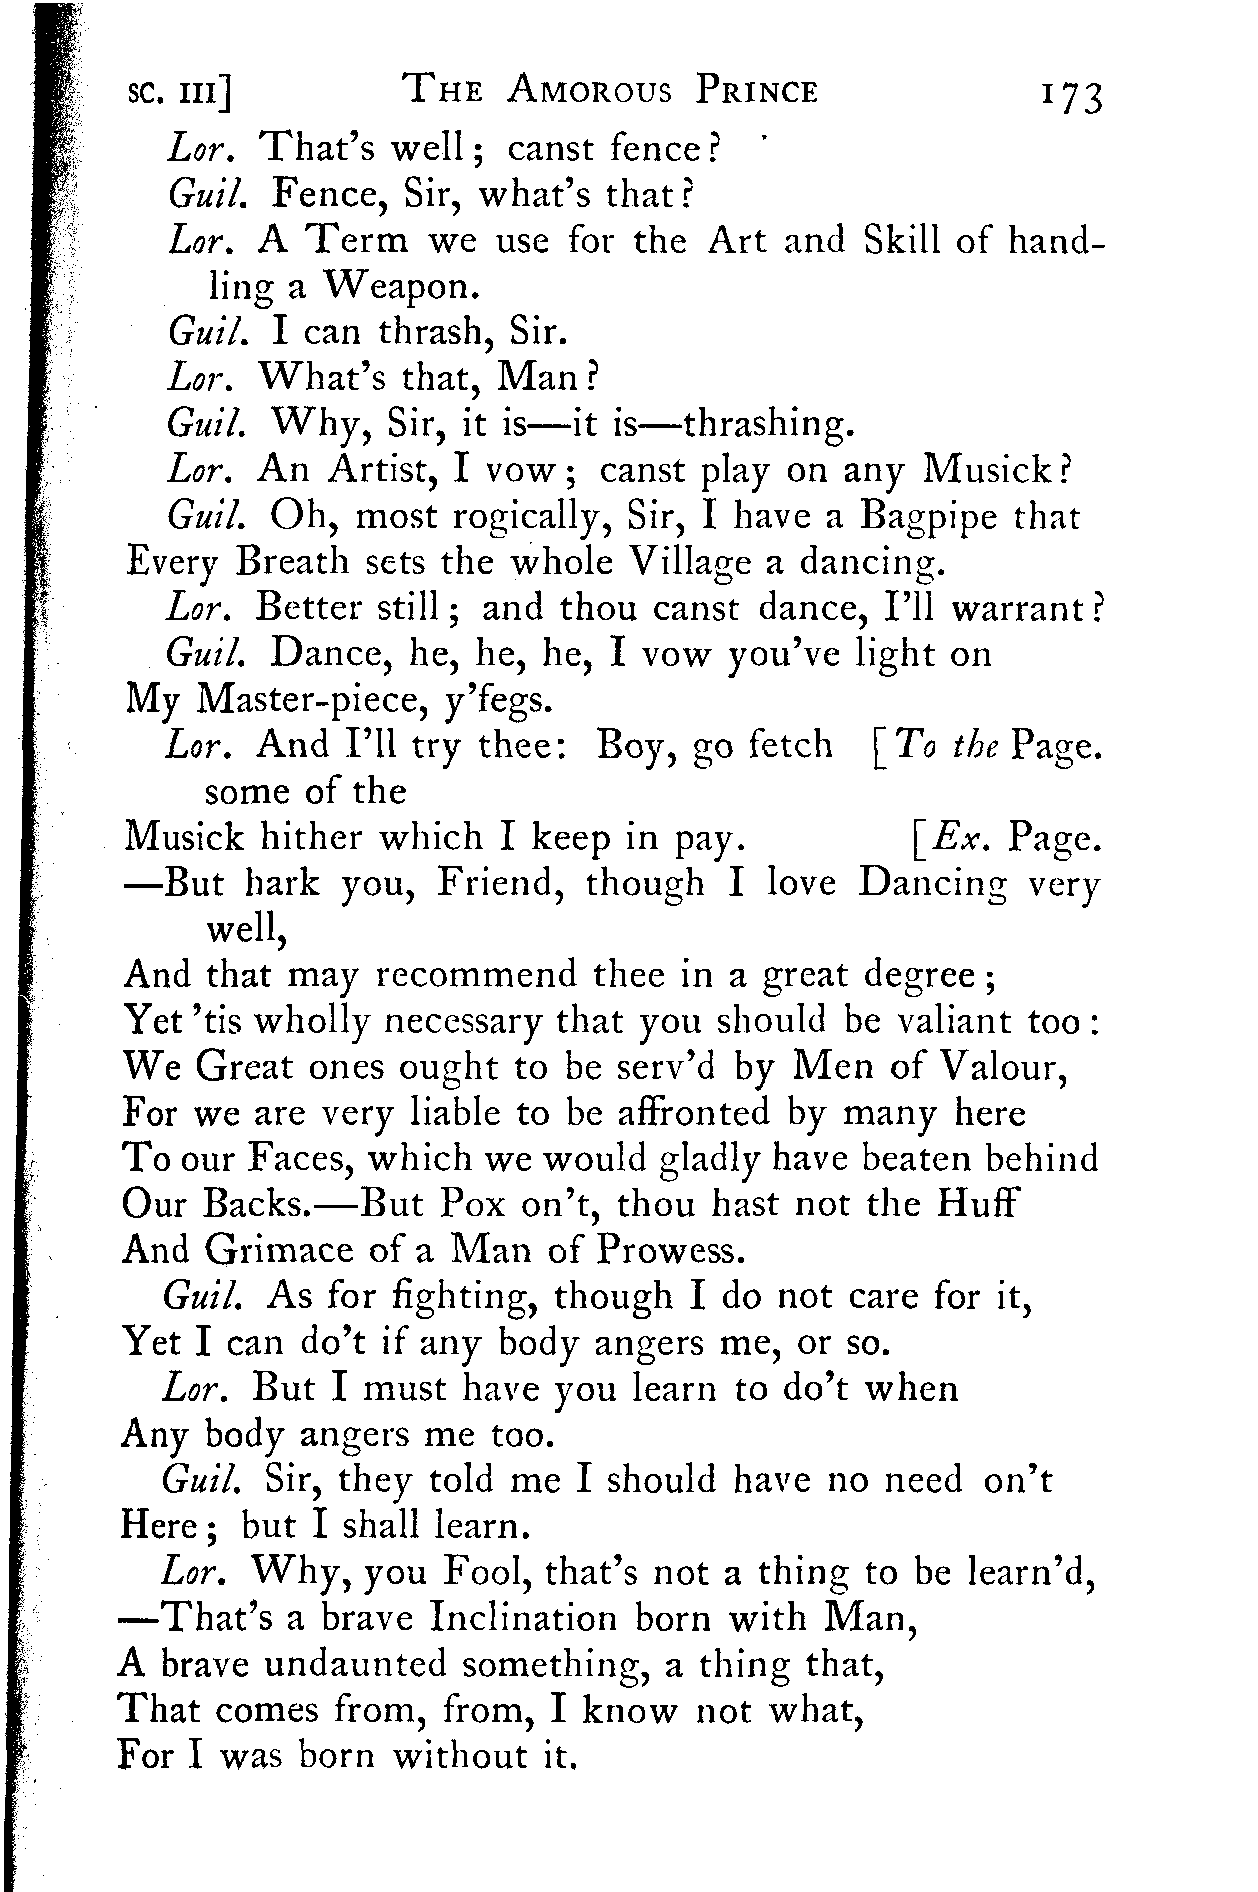 SC. III] THE AMOROUS PRINCE 173
Lor. That's well; canst fence?
Guil. Fence, Sir, what's that?
Lor. A Term we use for the Art and Skill of hand-
ling a Weapon.
Guil. I can thrash, Sir.
Lor. What's that, Man?
Guil. Why, Sir, it is—it is—thrashing.
Lor. An Artist, I vow; canst play on any Musick?
Guil. Oh, most rogically, Sir, I have a Bagpipe that
Every Breath sets the whole Village a dancing.
Lor. Better still; and thou canst dance, I'll warrant?
Guil. Dance, he, he, he, I vow you've light on
My Master-piece, y'fegs.
Lor. And I'll try thee: Boy, go fetch [To the Page.
some of the
Musick hither which I keep in pay. [Ex. Page.
—But hark you, Friend, though I love Dancing very
well,
And that may recommend thee in a great degree;
Yet 'tis wholly necessary that you should be valiant too:
We Great ones ought to be serv'd by Men of Valour,
For we are very liable to be affronted by many here
To our Faces, which we would gladly have beaten behind
Our Backs.—But Pox on't, thou hast not the Huff
And Grimace of a Man of Prowess.
Guil. As for fighting, though I do not care for it,
Yet I can do't if any body angers me, or so.
Lor. But I must have you learn to do't when
Any body angers me too.
Guil. Sir, they told me I should have no need on't
Here; but I shall learn.
Lor. Why, you Fool, that's not a thing to be learn'd,
—That's a brave Inclination born with Man,
A brave undaunted something, a thing that,
That comes from, from, I know not what,
For I was born without it.